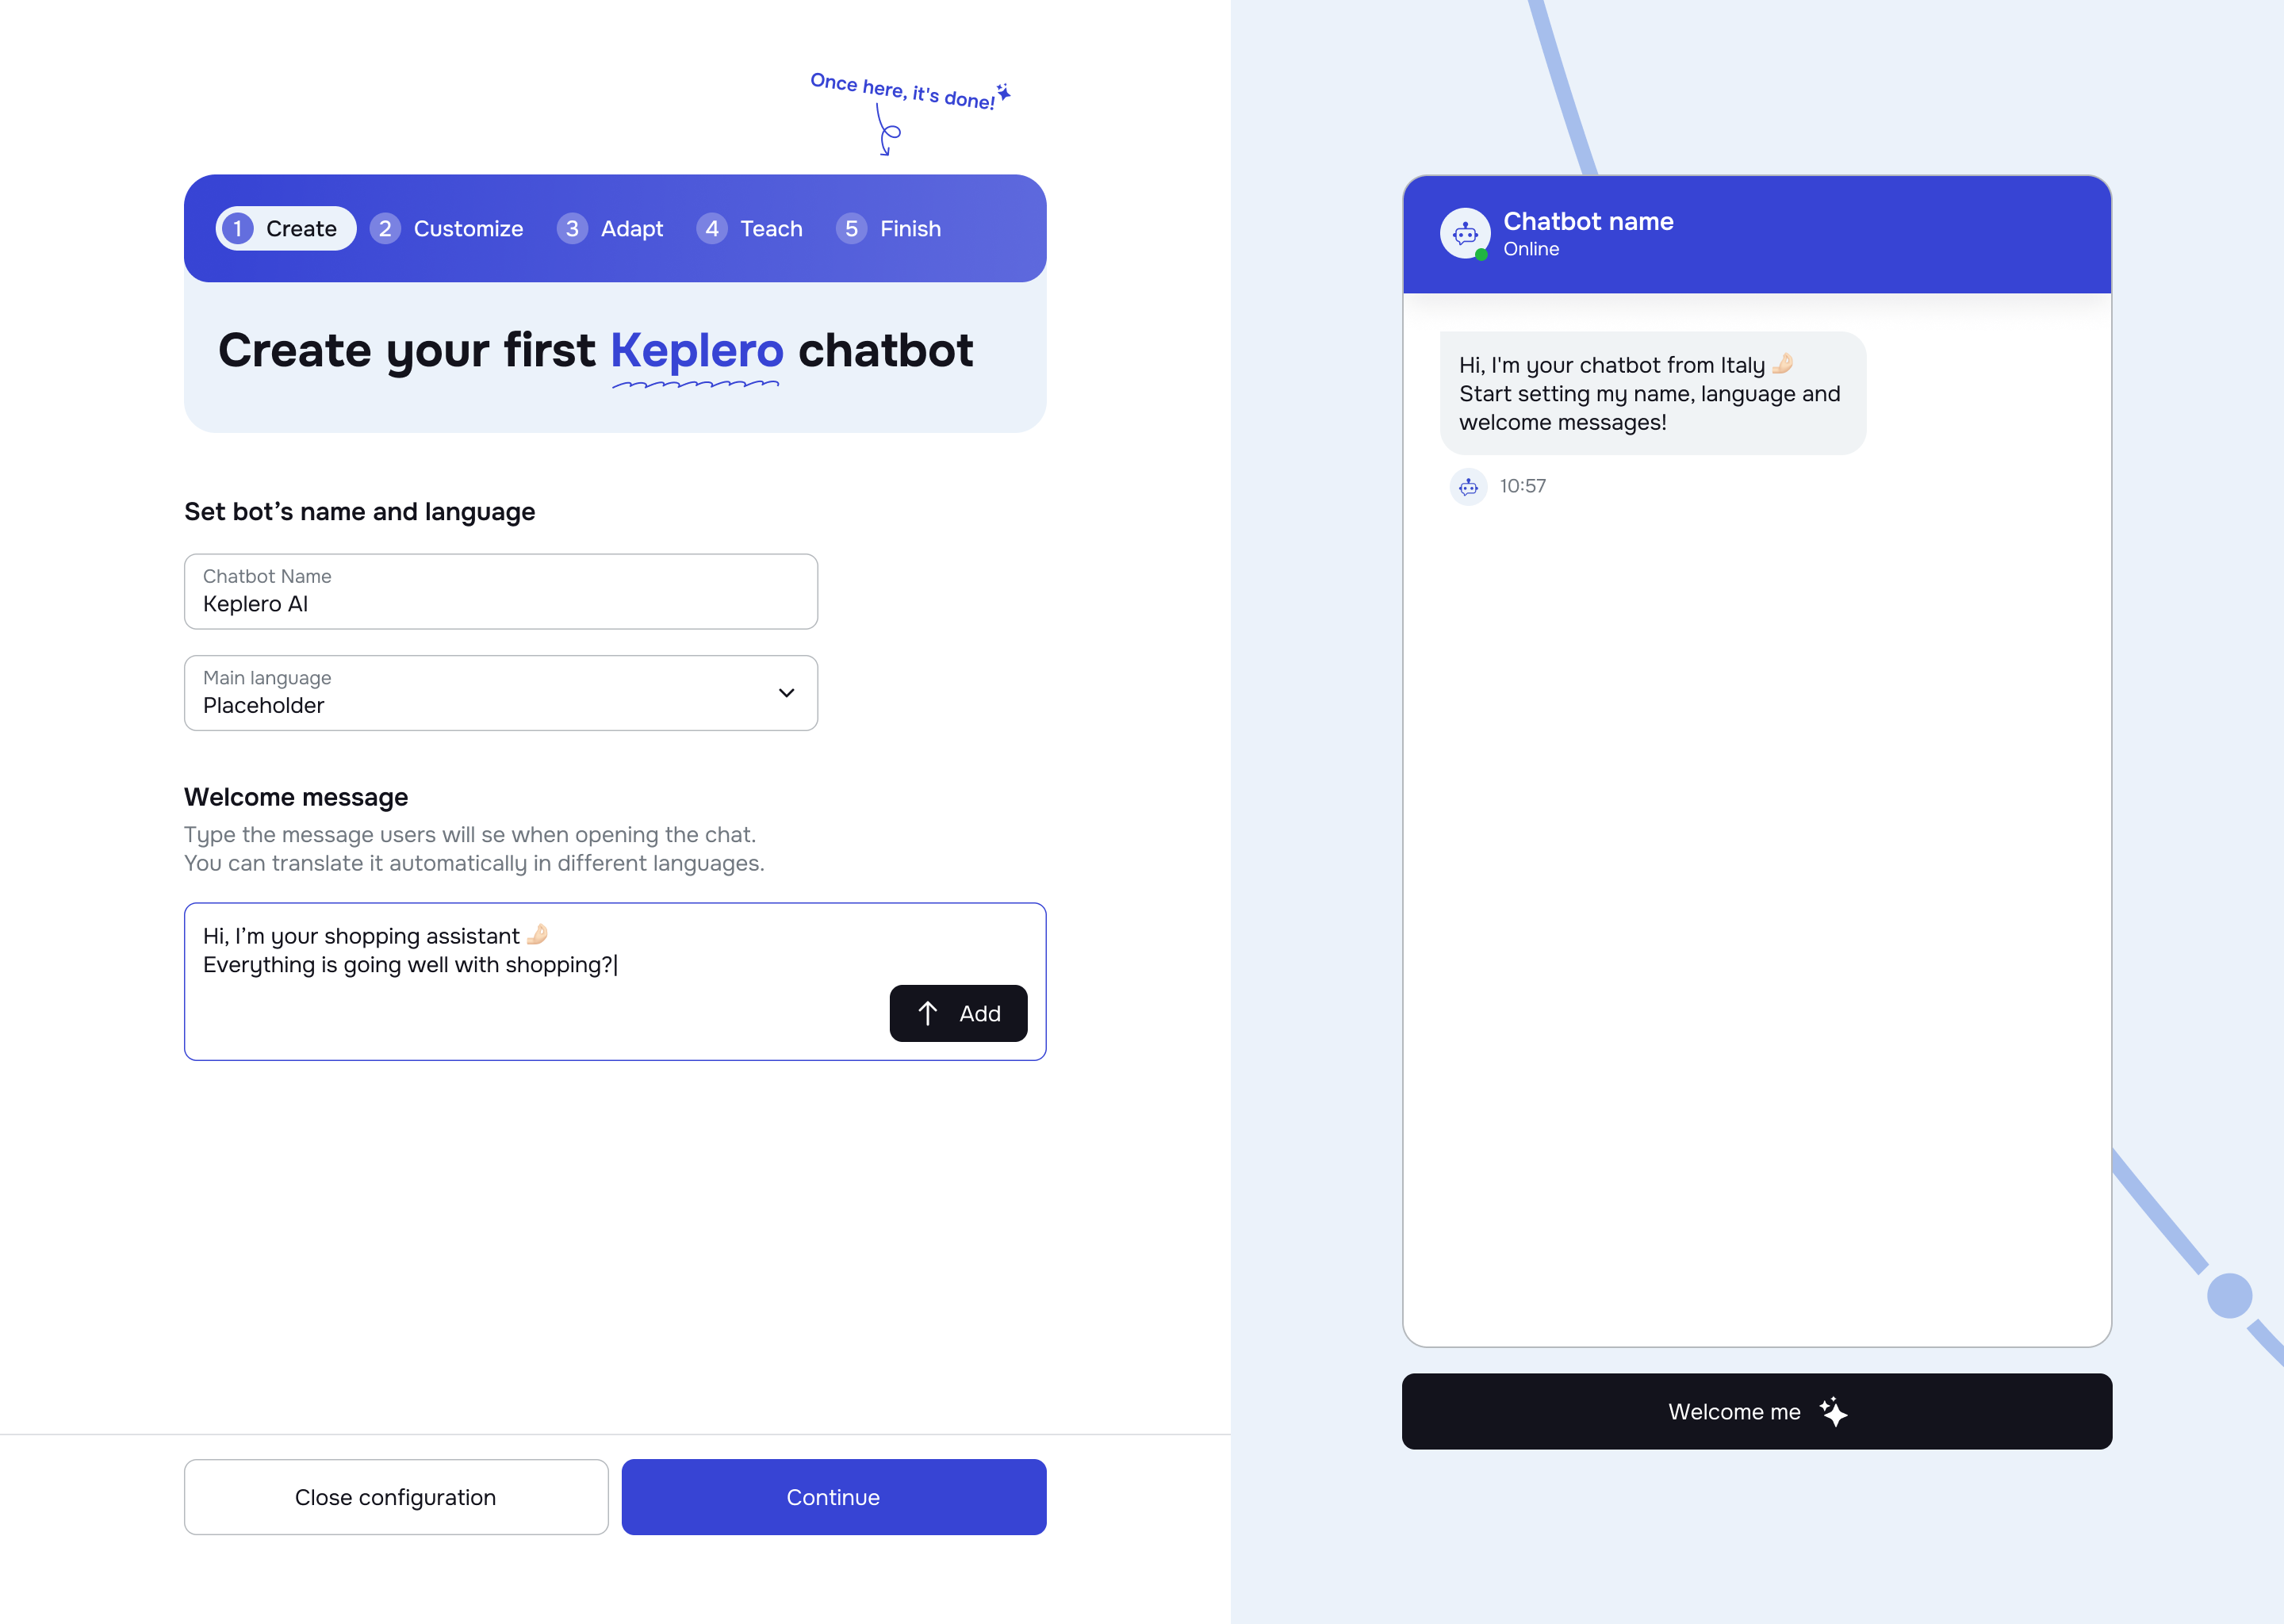 Once here, it's done!
1 Create 2 Customize 3 Adapt 4 Teach 5 Finish
Create your first Keplero chatbot
Set bot’s name and language
Chatbot Name
Keplero AI
Main language
Placeholder
Welcome message
Type the message users will se when opening the chat.
You can translate it automatically in different languages.
Hi, I’m your shopping assistant 🤌🏻
Everything is going well with shopping?|
Add
Close configuration
Continue
Chatbot name
Online
Hi, I'm your chatbot from Italy 🤌🏻
Start setting my name, language and
welcome messages!
10:57
Welcome me